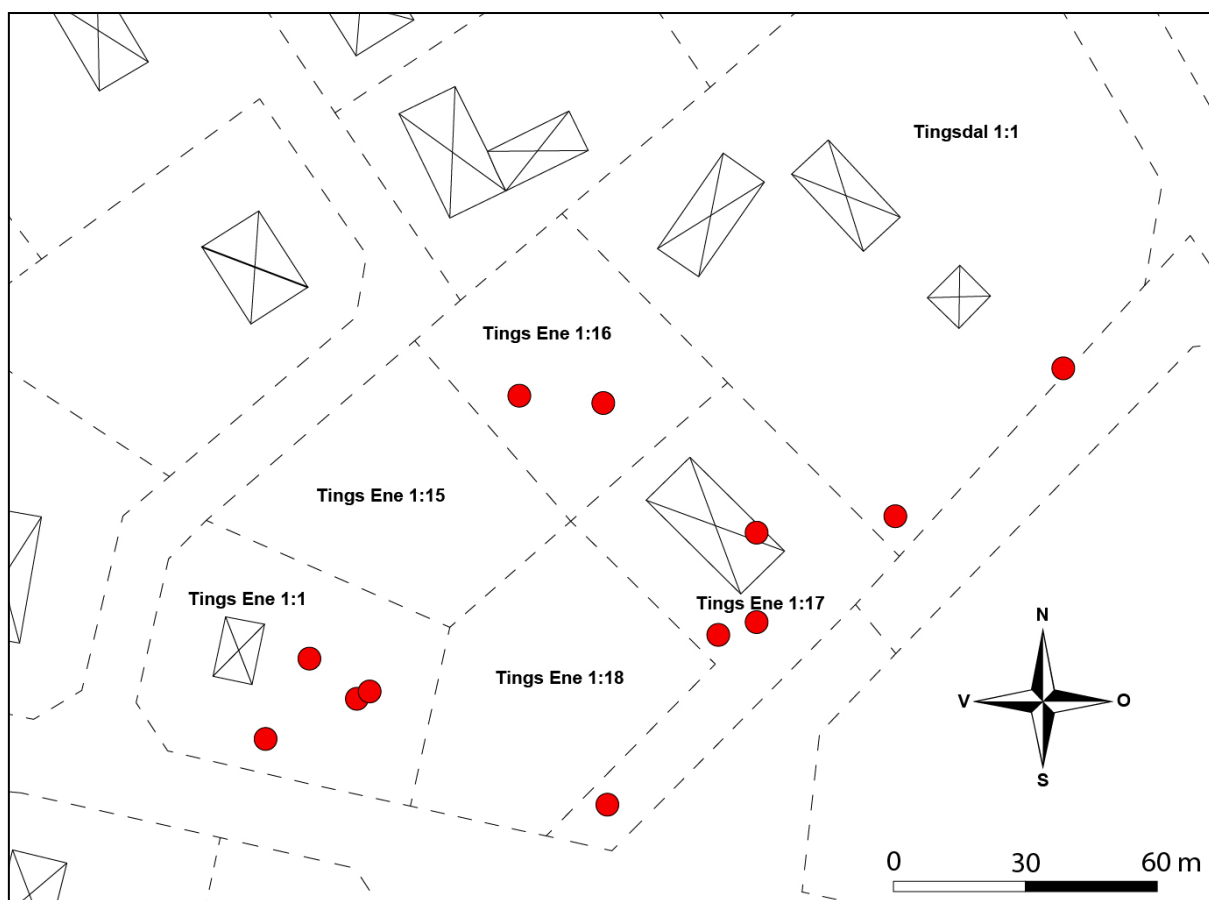 Tingsdal 1:1
Tings Ene 1:16
Tings Ene 1:15
Tings Ene 1:1
Tings Ene 1:17
Tings Ene 1:18
N
V
O
S
0
30
60 m